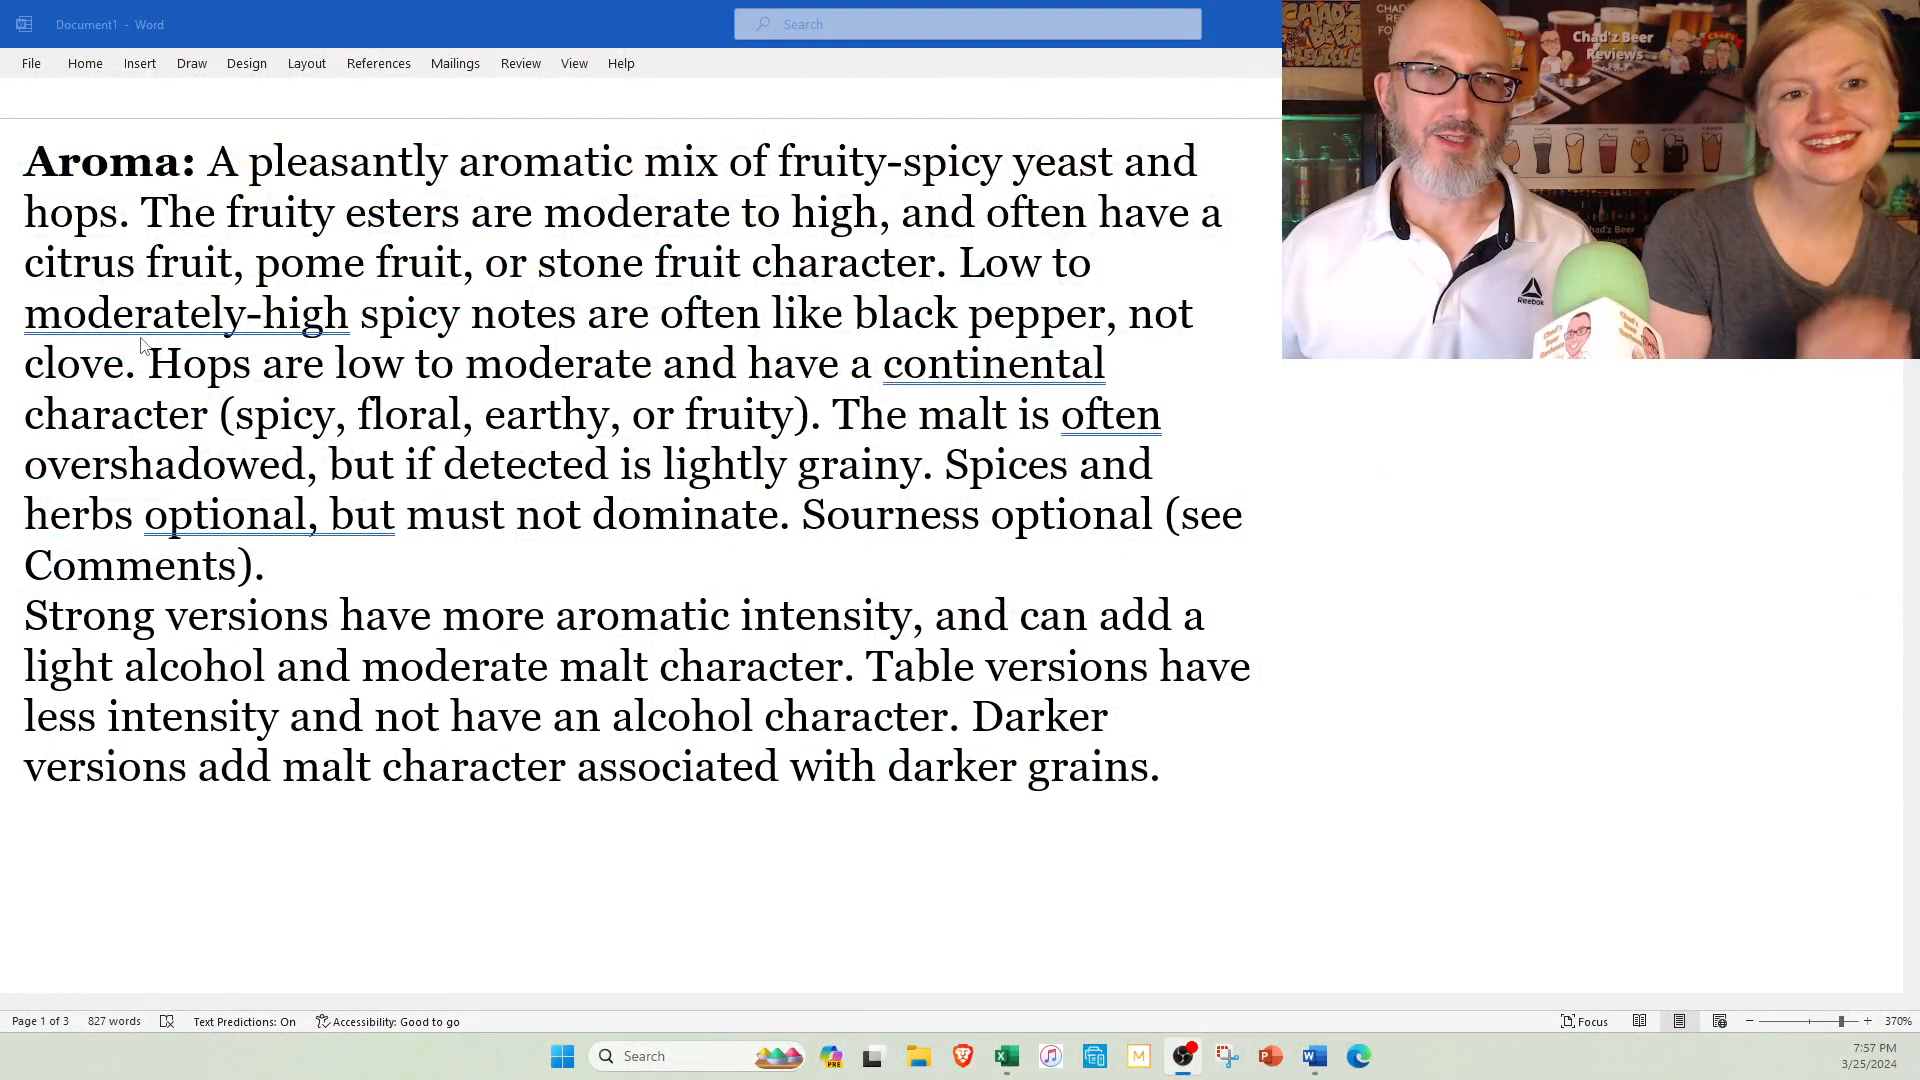 Document1 - Word
Search
File Home Insert Draw Design Layout References Mailings Review View Help
Aroma: A pleasantly aromatic mix of fruity-spicy yeast and
hops. The fruity esters are moderate to high, and often have a
citrus fruit, pome fruit, or stone fruit character. Low to
moderately-high spicy notes are often like black pepper, not
clove. Hops are low to moderate and have a continental
character (spicy, floral, earthy, or fruity). The malt is often
overshadowed, but if detected is lightly grainy. Spices and
herbs optional, but must not dominate. Sourness optional (see
Comments).
Strong versions have more aromatic intensity, and can add a
light alcohol and moderate malt character. Table versions have
less intensity and not have an alcohol character. Darker
versions add malt character associated with darker grains.
Chad'z Beer
Reviews
Reebok
Page 1 of 3 827 words Text Predictions: On Accessibility: Good to go
Focus 370%
Search
PRE
M
7:57 PM
3/25/2024